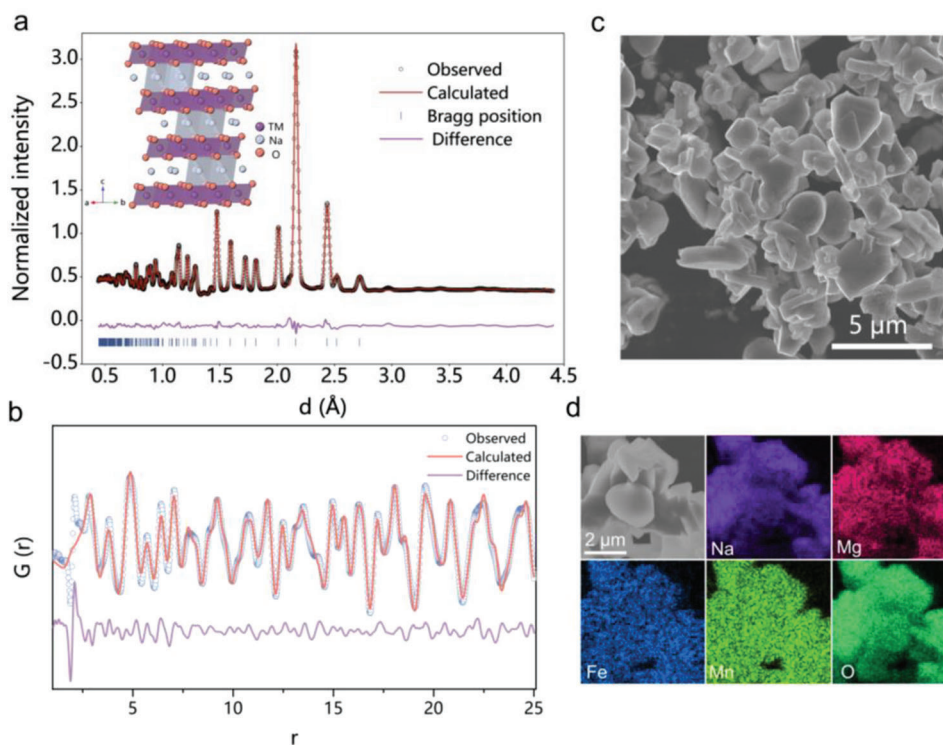 a
Normalized intensity
3.0
2.5
2.0
1.5
1.0
0.5
0.0
-0.5
TM
Na
O
c
a
b
Observed
Calculated
Bragg position
Difference
0.5 1.0 1.5 2.0 2.5 3.0 3.5 4.0 4.5
d (Å)
b
G (r)
Observed
Calculated
Difference
5 10 15 20 25
r
c
5 µm
d
2 µm
Na
Mg
Fe
Mn
O